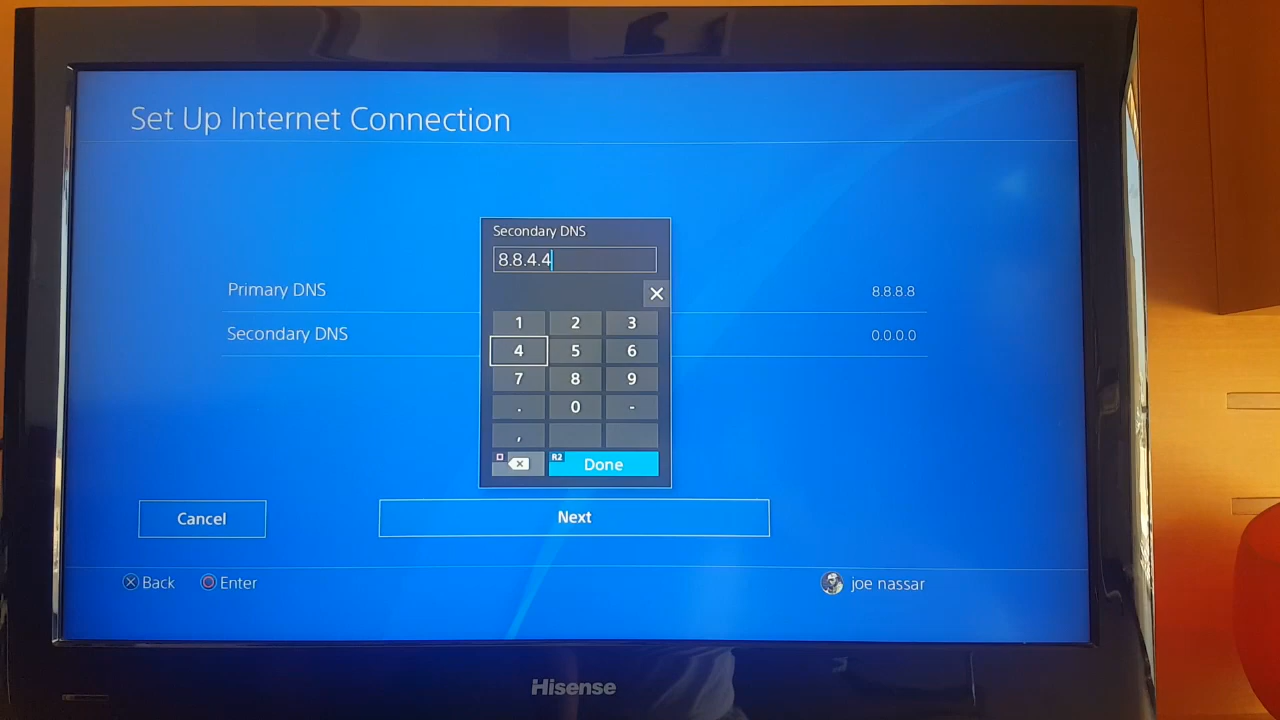 Set Up Internet Connection
Secondary DNS
8.8.4.4
Primary DNS 8.8.8.8
Secondary DNS 0.0.0.0
1 2 3
4 5 6
7 8 9
. 0 -
,
R2 Done
Cancel Next
Back Enter joe nassar
Hisense